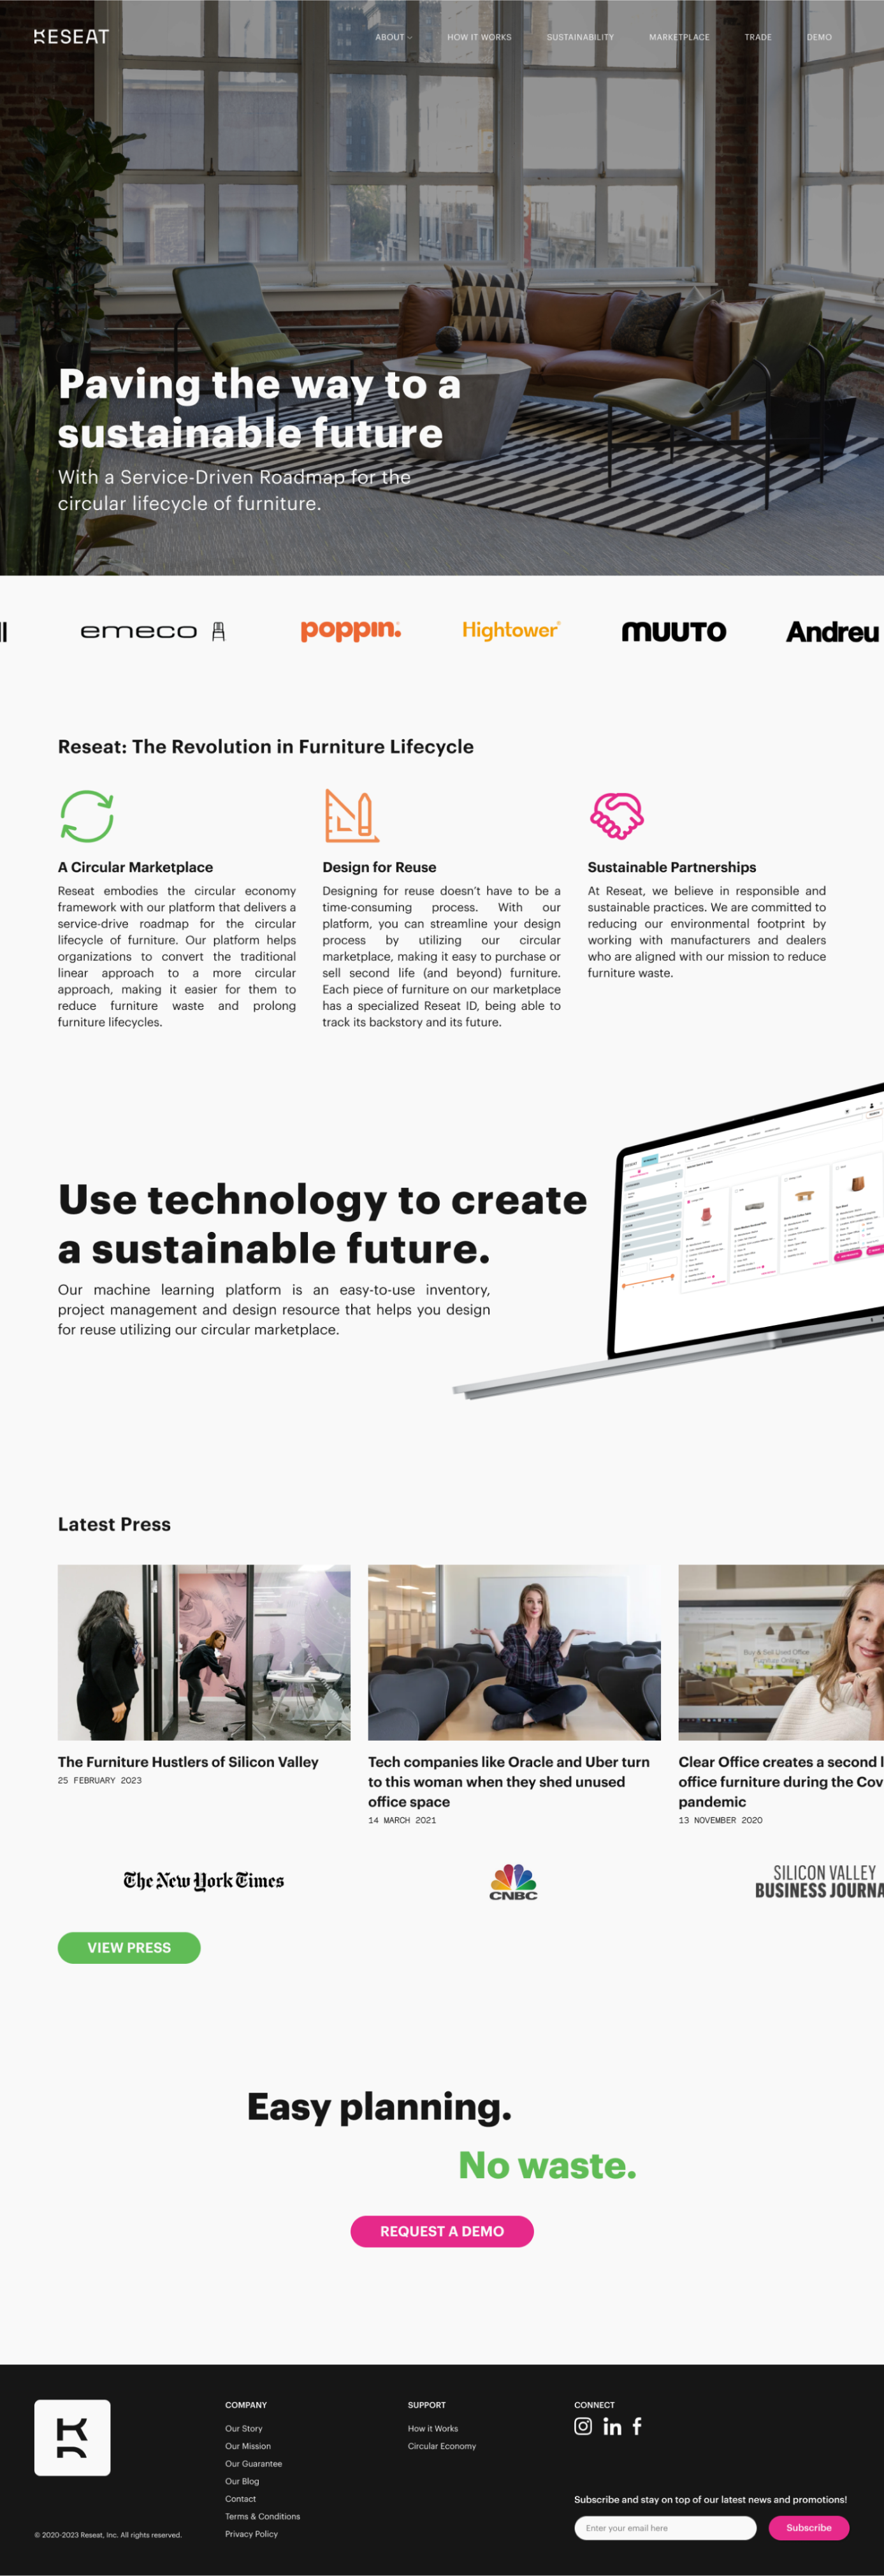 RESEAT
ABOUT
HOW IT WORKS
SUSTAINABILITY
MARKETPLACE
TRADE
DEMO
Paving the way to a
sustainable future
With a Service-Driven Roadmap for the
circular lifecycle of furniture.
emeco
poppin.
Hightower
MUUTO
Andreu
Reseat: The Revolution in Furniture Lifecycle
A Circular Marketplace
Reseat embodies the circular economy
framework with our platform that delivers a
service-drive roadmap for the circular
lifecycle of furniture. Our platform helps
organizations to convert the traditional
linear approach to a more circular
approach, making it easier for them to
reduce furniture waste and prolong
furniture lifecycles.
Design for Reuse
Designing for reuse doesn't have to be a
time-consuming process. With our
platform, you can streamline your design
process by utilizing our circular
marketplace, making it easy to purchase or
sell second life (and beyond) furniture.
Each piece of furniture on our marketplace
has a specialized Reseat ID, being able to
track its backstory and its future.
Sustainable Partnerships
At Reseat, we believe in responsible and
sustainable practices. We are committed to
reducing our environmental footprint by
working with manufacturers and dealers
who are aligned with our mission to reduce
furniture waste.
Use technology to create
a sustainable future.
Our machine learning platform is an easy-to-use inventory,
project management and design resource that helps you design
for reuse utilizing our circular marketplace.
Latest Press
Buy & Sell Used Office
Furniture Online
The Furniture Hustlers of Silicon Valley
25 FEBRUARY 2023
Tech companies like Oracle and Uber turn
to this woman when they shed unused
office space
14 MARCH 2021
Clear Office creates a second l
office furniture during the Cov
pandemic
13 NOVEMBER 2020
The New York Times
CNBC
SILICON VALLEY
BUSINESS JOURNA
VIEW PRESS
Easy planning.
No waste.
REQUEST A DEMO
COMPANY
Our Story
Our Mission
Our Guarantee
Our Blog
Contact
Terms & Conditions
Privacy Policy
SUPPORT
How it Works
Circular Economy
CONNECT
Subscribe and stay on top of our latest news and promotions!
Enter your email here
Subscribe
© 2020-2023 Reseat, Inc. All rights reserved.